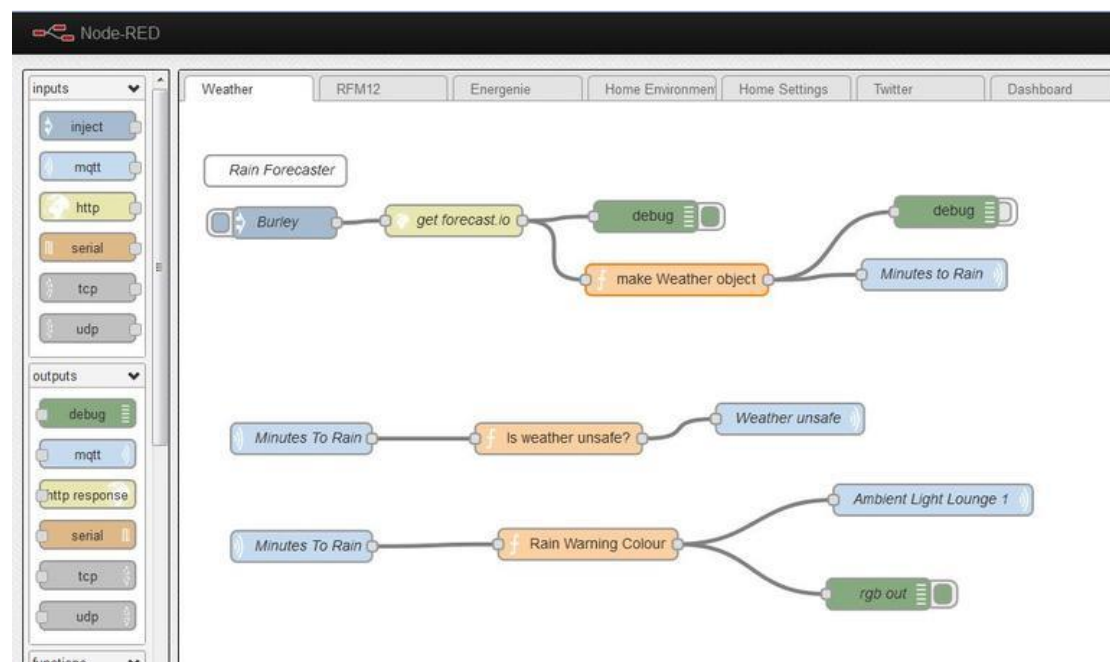 Node-RED
inputs
inject
mqtt
http
serial
tcp
udp
outputs
debug
mqtt
http response
serial
tcp
udp
functions
Weather
RFM12
Energenie
Home Environmen
Home Settings
Twitter
Dashboard
Rain Forecaster
Burley
get forecast.io
debug
debug
make Weather object
Minutes to Rain
Minutes To Rain
Is weather unsafe?
Weather unsafe
Minutes To Rain
Rain Warning Colour
Ambient Light Lounge 1
rgb out